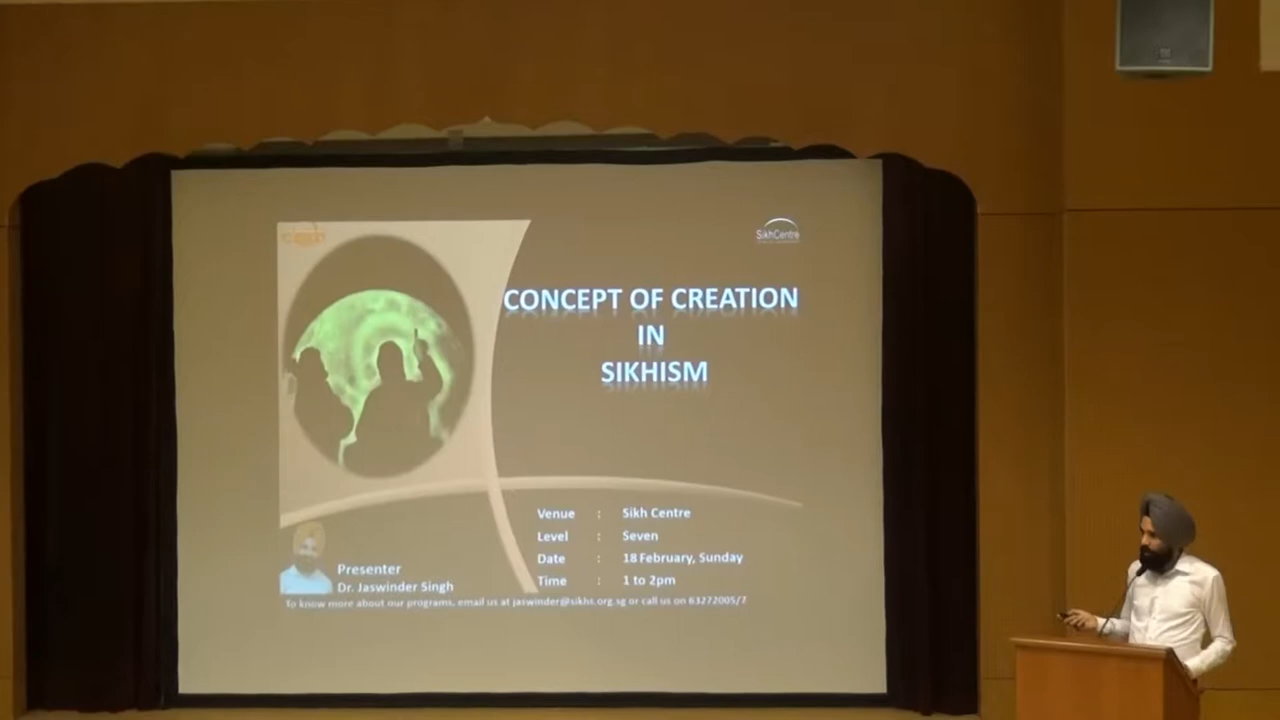 SikhCentre
CONCEPT OF CREATION
IN
SIKHISM
Venue : Sikh Centre
Level : Seven
Date : 18 February, Sunday
Time : 1 to 2pm
Presenter
Dr. Jaswinder Singh
To know more about our programs, email us at jaswinder@sikhs.org.sg or call us on 63272005/7